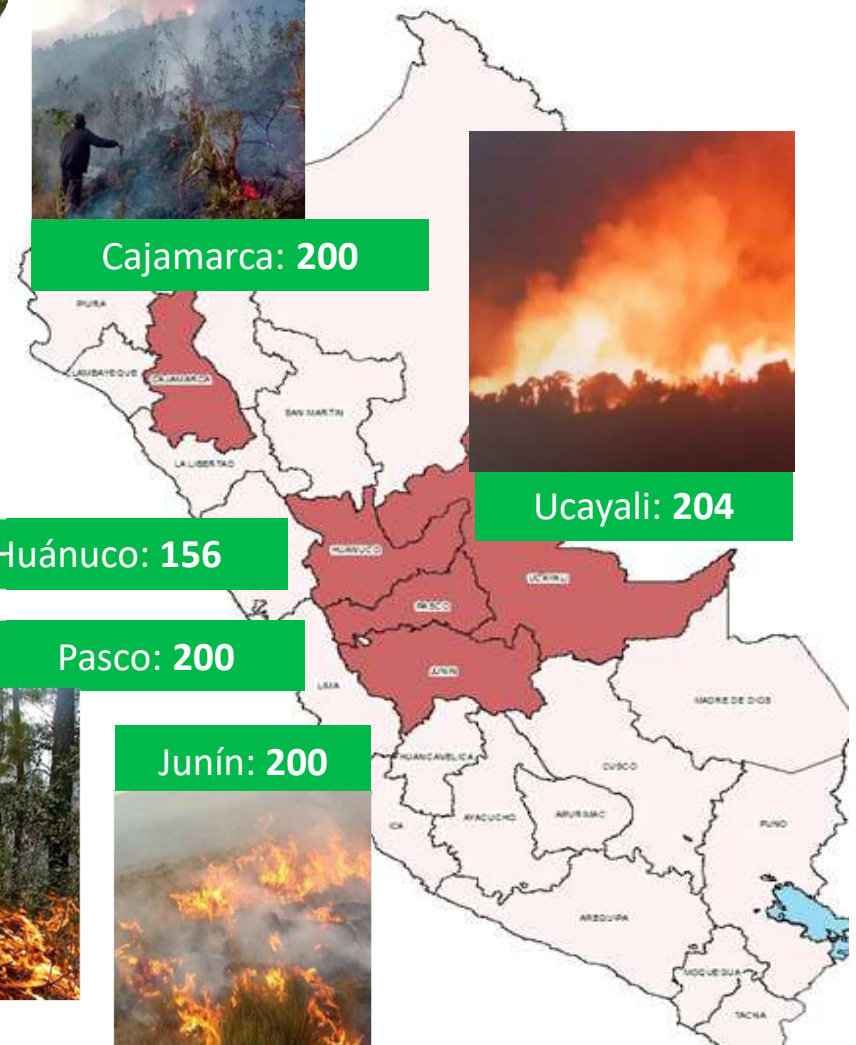 Cajamarca: 200
PIURA
LAMBAYEQUE
CAJAMARCA
SAN MARTIN
LA LIBERTAD
Ucayali: 204
Huánuco: 156
HUANUCO
UCAYALI
PASCO
Pasco: 200
JUNIN
LIMA
MADRE DE DIOS
Junín: 200
HUANCAVELICA
CUSCO
ICA
AYACUCHO
APURIMAC
PUNO
AREQUIPA
MOQUEGUA
TACNA